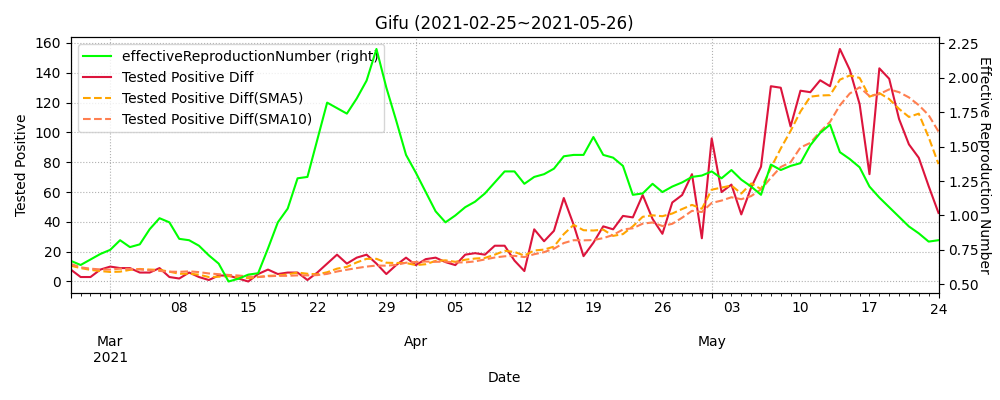 Gifu (2021-02-25~2021-05-26)
effectiveReproductionNumber (right)
Tested Positive Diff
Tested Positive Diff(SMA5)
Tested Positive Diff(SMA10)
Tested Positive
160
140
120
100
80
60
40
20
0
2.25
2.00
1.75
1.50
1.25
1.00
0.75
0.50
Effective Reproduction Number
08 15 22 29 05 12 19 26 03 10 17 24
Mar Apr May
2021
Date